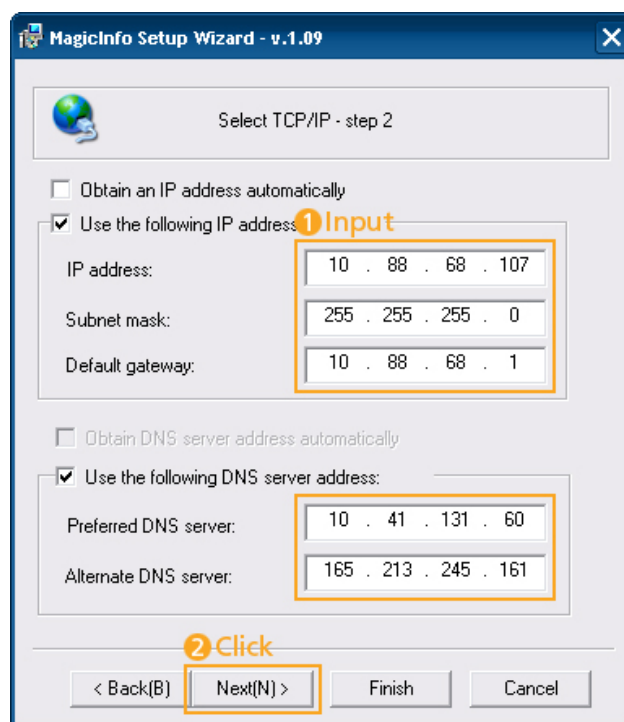 MagicInfo Setup Wizard - v.1.09
Select TCP/IP - step 2
Obtain an IP address automatically
Use the following IP address
1 Input
IP address: 10 . 88 . 68 . 107
Subnet mask: 255 . 255 . 255 . 0
Default gateway: 10 . 88 . 68 . 1
Obtain DNS server address automatically
Use the following DNS server address:
Preferred DNS server: 10 . 41 . 131 . 60
Alternate DNS server: 165 . 213 . 245 . 161
2 Click
< Back(B) Next(N) > Finish Cancel